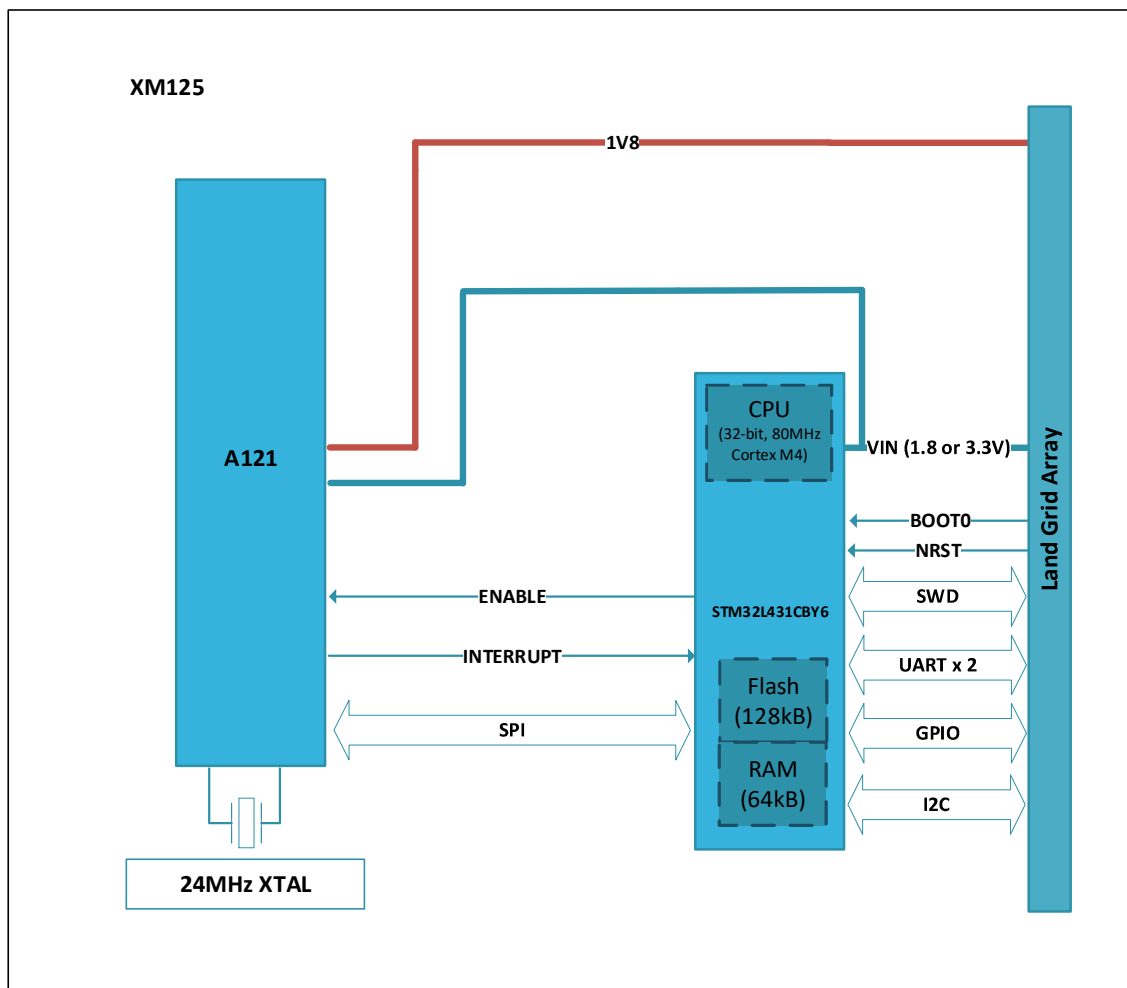 XM125
1V8
A121
CPU
(32-bit, 80MHz
Cortex M4)
VIN (1.8 or 3.3V)
Land Grid Array
BOOT0
NRST
ENABLE
SWD
STM32L431CBY6
INTERRUPT
UART x 2
Flash
(128kB)
SPI
GPIO
RAM
(64kB)
I2C
24MHz XTAL